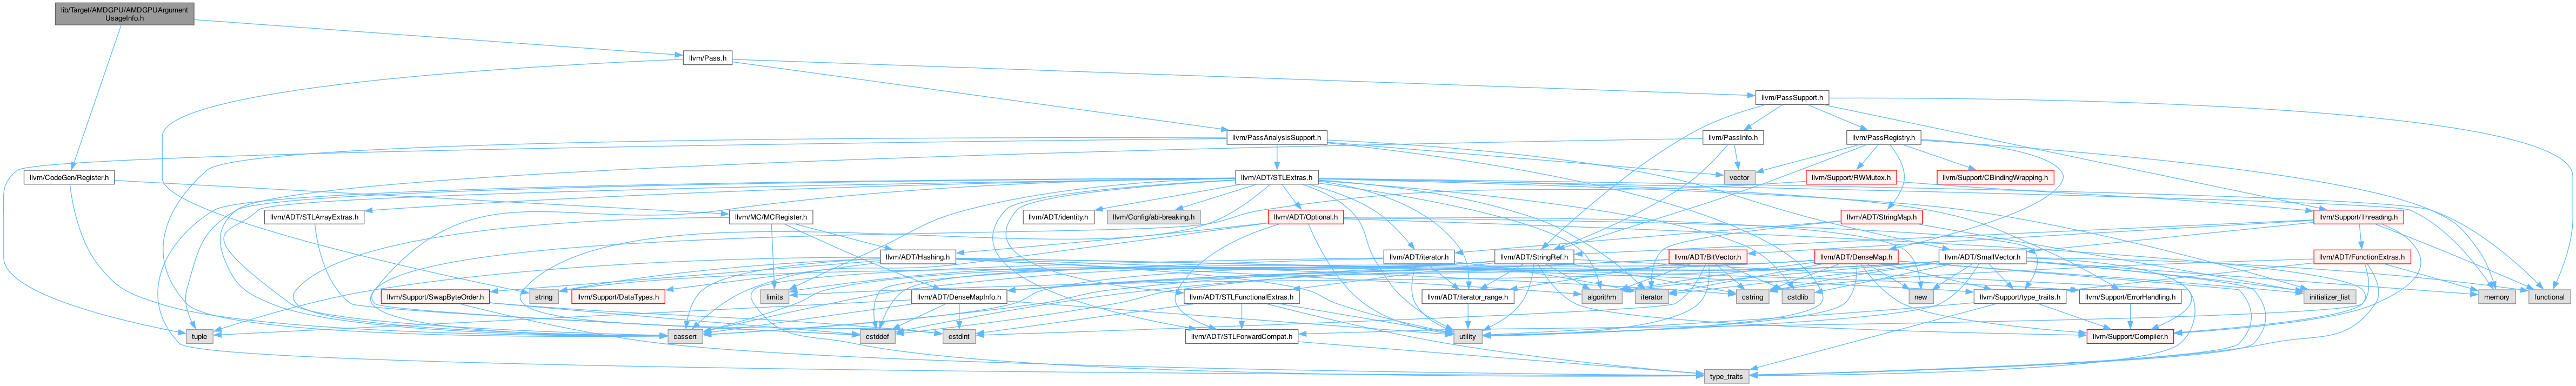 lib/Target/AMDGPU/AMDGPUArgument
UsageInfo.h
llvm/Pass.h
llvm/PassSupport.h
llvm/PassAnalysisSupport.h
llvm/PassInfo.h
llvm/PassRegistry.h
llvm/CodeGen/Register.h
llvm/ADT/STLExtras.h
vector
llvm/Support/RWMutex.h
llvm/Support/CBindingWrapping.h
llvm/ADT/STLArrayExtras.h
llvm/MC/MCRegister.h
llvm/ADT/identity.h
llvm/Config/abi-breaking.h
llvm/ADT/Optional.h
llvm/ADT/StringMap.h
llvm/Support/Threading.h
llvm/ADT/Hashing.h
llvm/ADT/iterator.h
llvm/ADT/StringRef.h
llvm/ADT/BitVector.h
llvm/ADT/DenseMap.h
llvm/ADT/SmallVector.h
llvm/ADT/FunctionExtras.h
llvm/Support/SwapByteOrder.h
string
llvm/Support/DataTypes.h
limits
llvm/ADT/DenseMapInfo.h
llvm/ADT/STLFunctionalExtras.h
llvm/ADT/iterator_range.h
algorithm
iterator
cstring
cstdlib
new
llvm/Support/type_traits.h
llvm/Support/ErrorHandling.h
initializer_list
memory
functional
tuple
cassert
cstddef
cstdint
llvm/ADT/STLForwardCompat.h
utility
llvm/Support/Compiler.h
type_traits